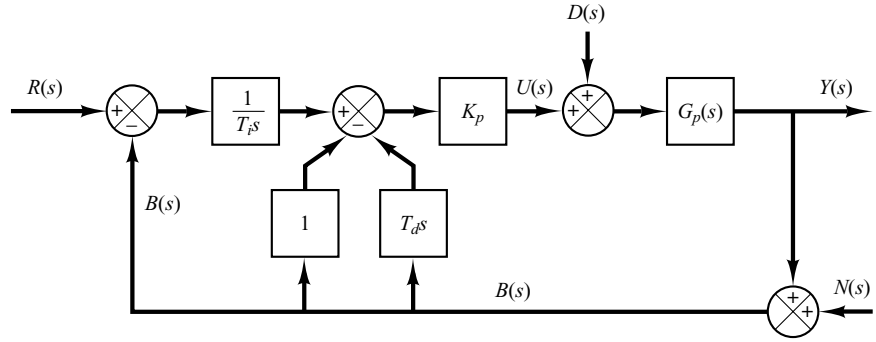 D(s)
R(s)
+
−
1
T_i s
+
−
K_p
U(s)
+
+
G_p(s)
Y(s)
B(s)
1
T_d s
B(s)
+
+
N(s)